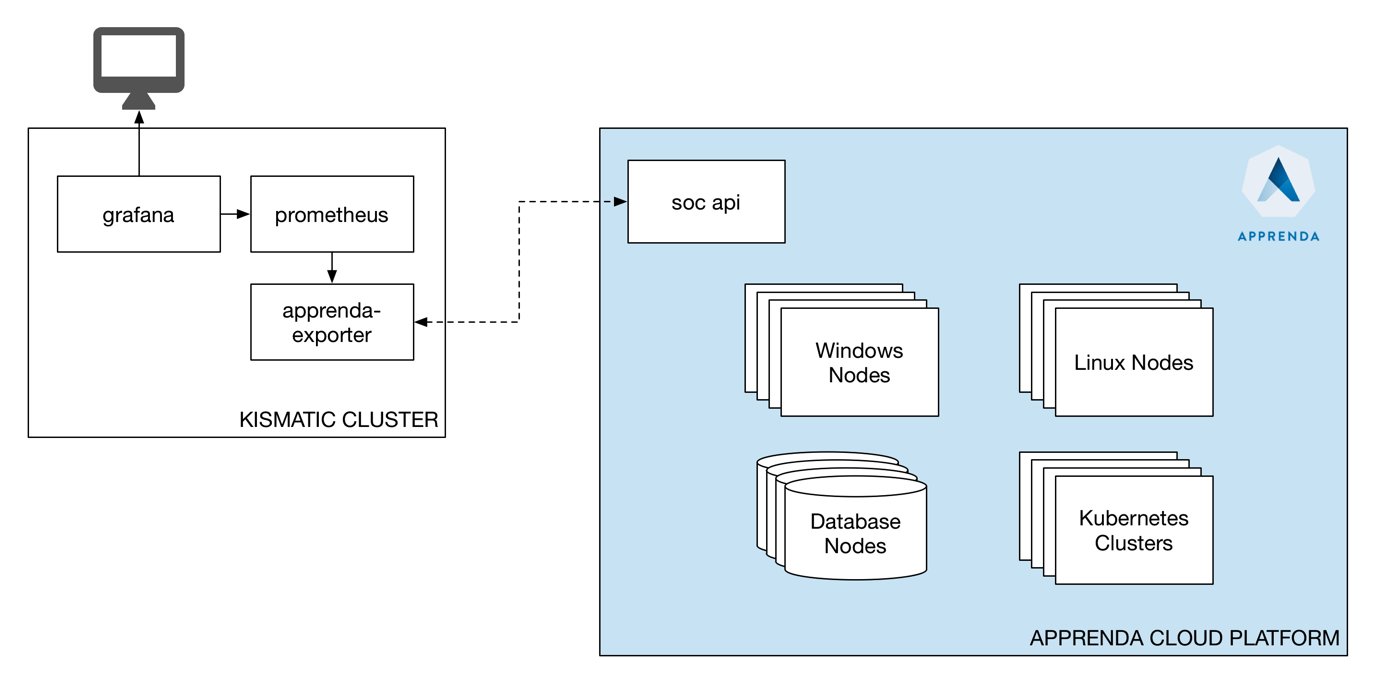 grafana
prometheus
apprenda-
exporter
KISMATIC CLUSTER
soc api
APPRENDA
Windows
Nodes
Linux Nodes
Database
Nodes
Kubernetes
Clusters
APPRENDA CLOUD PLATFORM